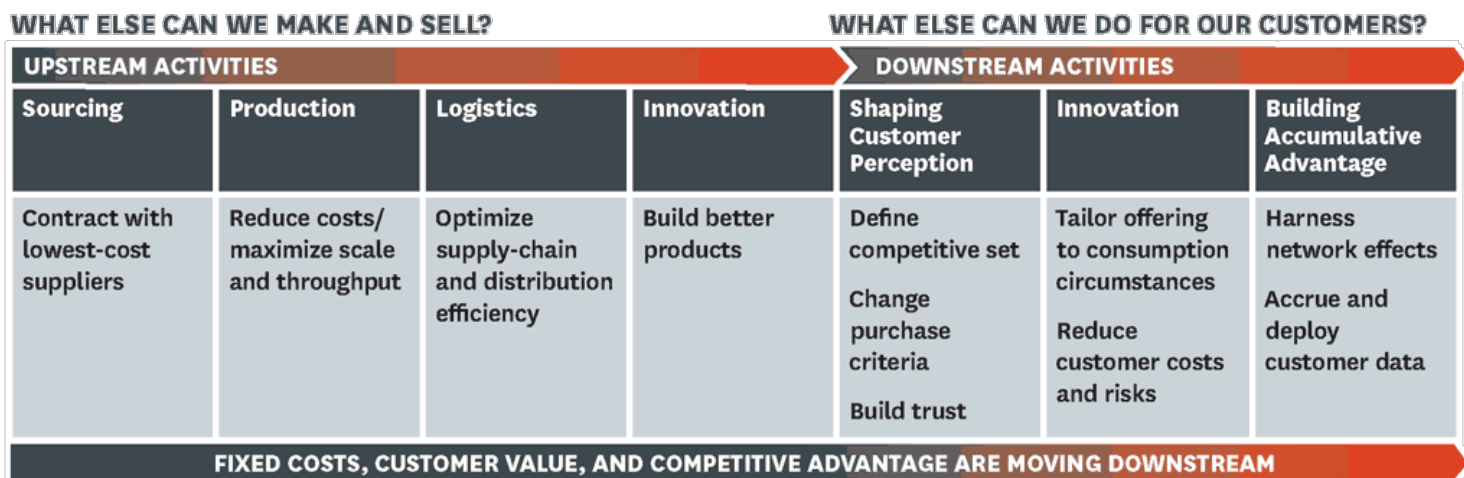 WHAT ELSE CAN WE MAKE AND SELL?
WHAT ELSE CAN WE DO FOR OUR CUSTOMERS?
UPSTREAM ACTIVITIES
DOWNSTREAM ACTIVITIES
Sourcing
Contract with
lowest-cost
suppliers
Production
Reduce costs/
maximize scale
and throughput
Logistics
Optimize
supply-chain
and distribution
efficiency
Innovation
Build better
products
Shaping
Customer
Perception
Define
competitive set
Change
purchase
criteria
Build trust
Innovation
Tailor offering
to consumption
circumstances
Reduce
customer costs
and risks
Building
Accumulative
Advantage
Harness
network effects
Accrue and
deploy
customer data
FIXED COSTS, CUSTOMER VALUE, AND COMPETITIVE ADVANTAGE ARE MOVING DOWNSTREAM